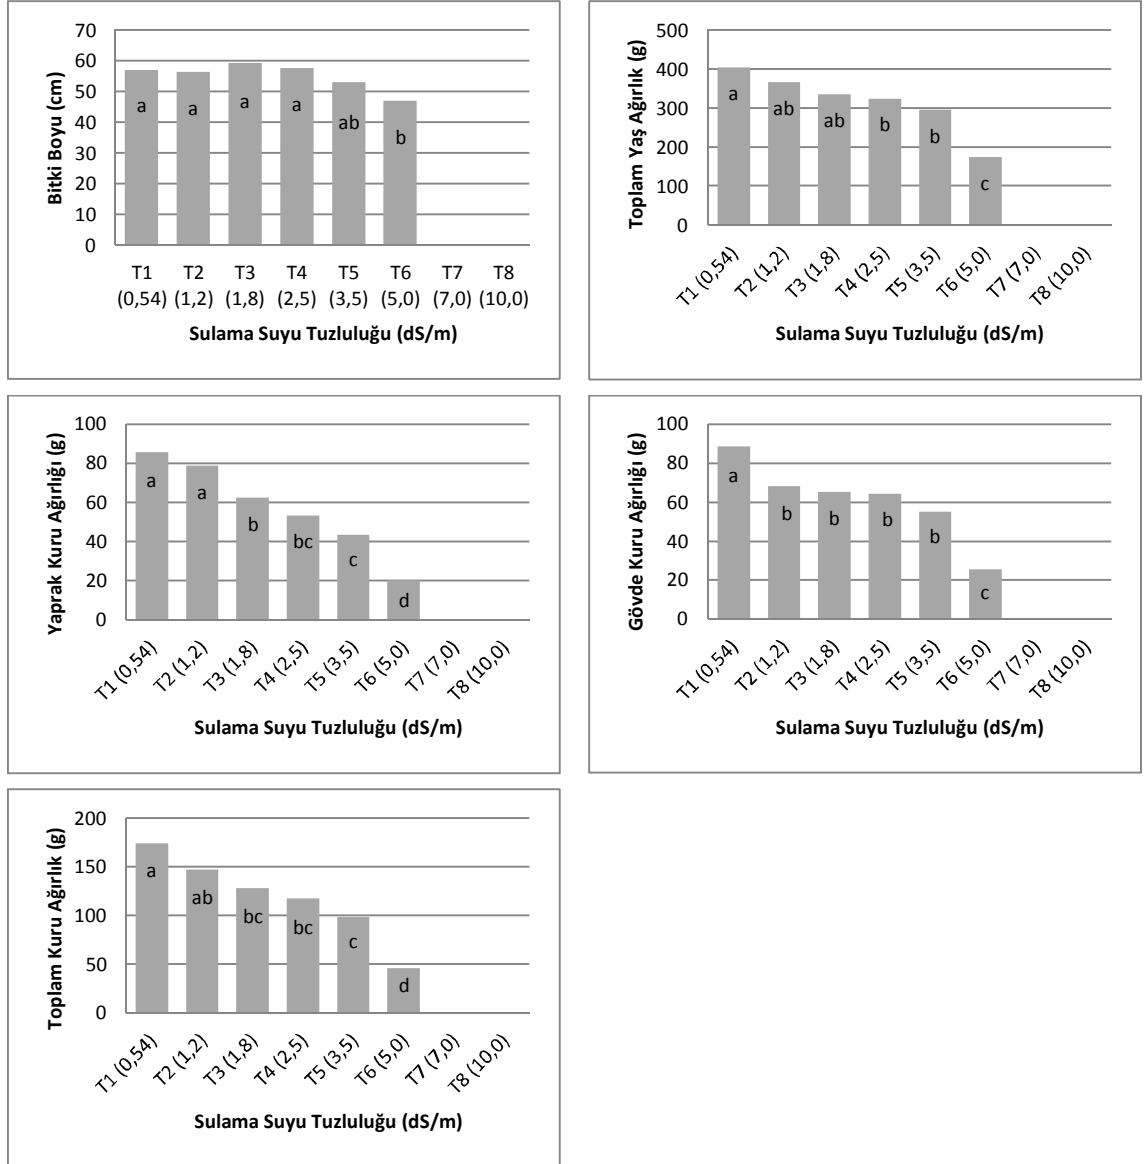 Bitki Boyu (cm)
70
60
50
40
30
20
10
0
a
a
a
a
ab
b
T1 T2 T3 T4 T5 T6 T7 T8
(0,54) (1,2) (1,8) (2,5) (3,5) (5,0) (7,0) (10,0)
Sulama Suyu Tuzluluğu (dS/m)
Toplam Yaş Ağırlık (g)
500
400
300
200
100
0
a
ab
ab
b
b
c
T1 (0,54)
T2 (1,2)
T3 (1,8)
T4 (2,5)
T5 (3,5)
T6 (5,0)
T7 (7,0)
T8 (10,0)
Sulama Suyu Tuzluluğu (dS/m)
Yaprak Kuru Ağırlığı (g)
100
80
60
40
20
0
a
a
b
bc
c
d
T1 (0,54)
T2 (1,2)
T3 (1,8)
T4 (2,5)
T5 (3,5)
T6 (5,0)
T7 (7,0)
T8 (10,0)
Sulama Suyu Tuzluluğu (dS/m)
Gövde Kuru Ağırlığı (g)
100
80
60
40
20
0
a
b
b
b
b
c
T1 (0,54)
T2 (1,2)
T3 (1,8)
T4 (2,5)
T5 (3,5)
T6 (5,0)
T7 (7,0)
T8 (10,0)
Sulama Suyu Tuzluluğu (dS/m)
Toplam Kuru Ağırlık (g)
200
150
100
50
0
a
ab
bc
bc
c
d
T1 (0,54)
T2 (1,2)
T3 (1,8)
T4 (2,5)
T5 (3,5)
T6 (5,0)
T7 (7,0)
T8 (10,0)
Sulama Suyu Tuzluluğu (dS/m)